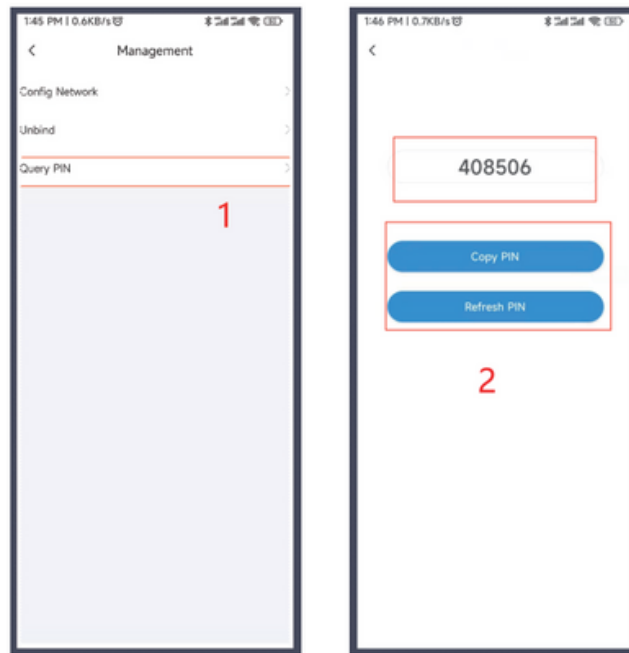 1:45 PM | 0.6KB/s
Management
Config Network
Unbind
Query PIN
1
1:46 PM | 0.7KB/s
408506
Copy PIN
Refresh PIN
2